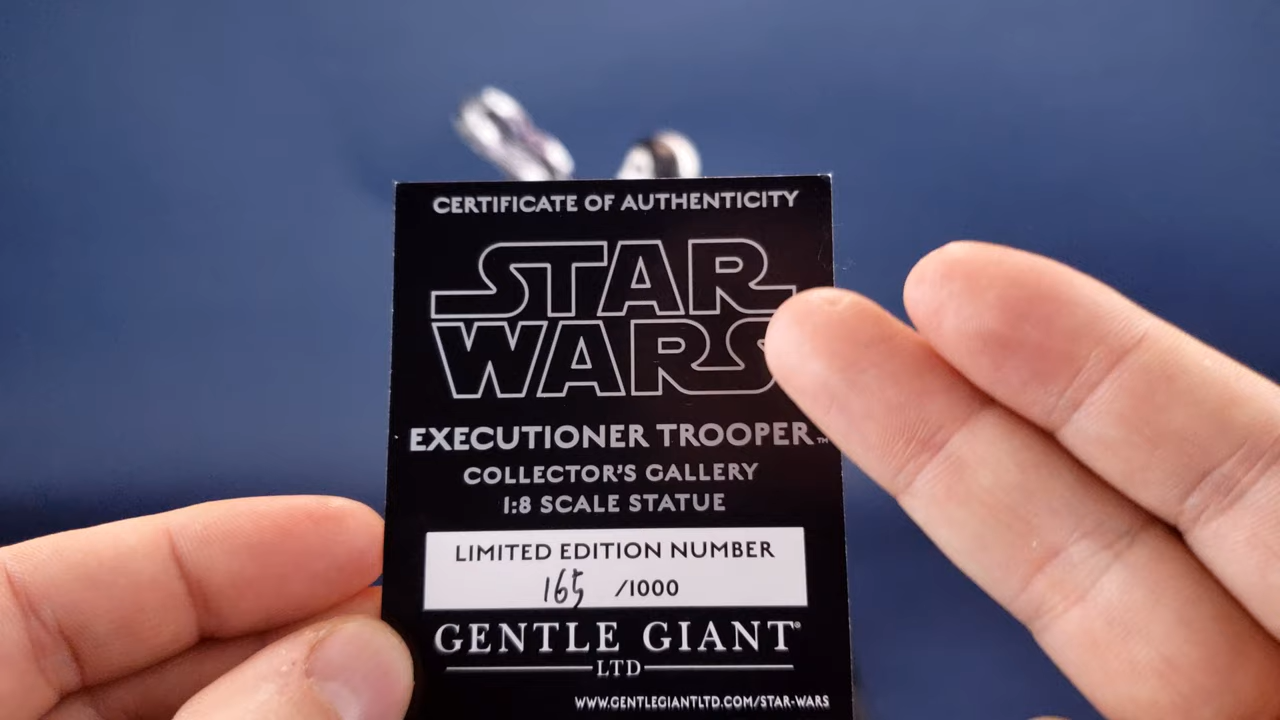 CERTIFICATE OF AUTHENTICITY
STAR
WARS
EXECUTIONER TROOPER™
COLLECTOR'S GALLERY
1:8 SCALE STATUE
LIMITED EDITION NUMBER
165 /1000
GENTLE GIANT®
LTD
WWW.GENTLEGIANTLTD.COM/STAR-WARS